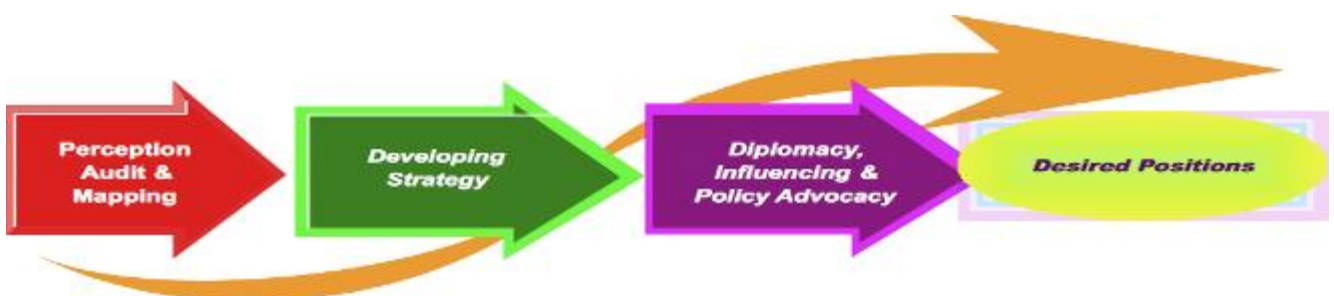 Perception
Audit &
Mapping
Developing
Strategy
Diplomacy,
Influencing &
Policy Advocacy
Desired Positions